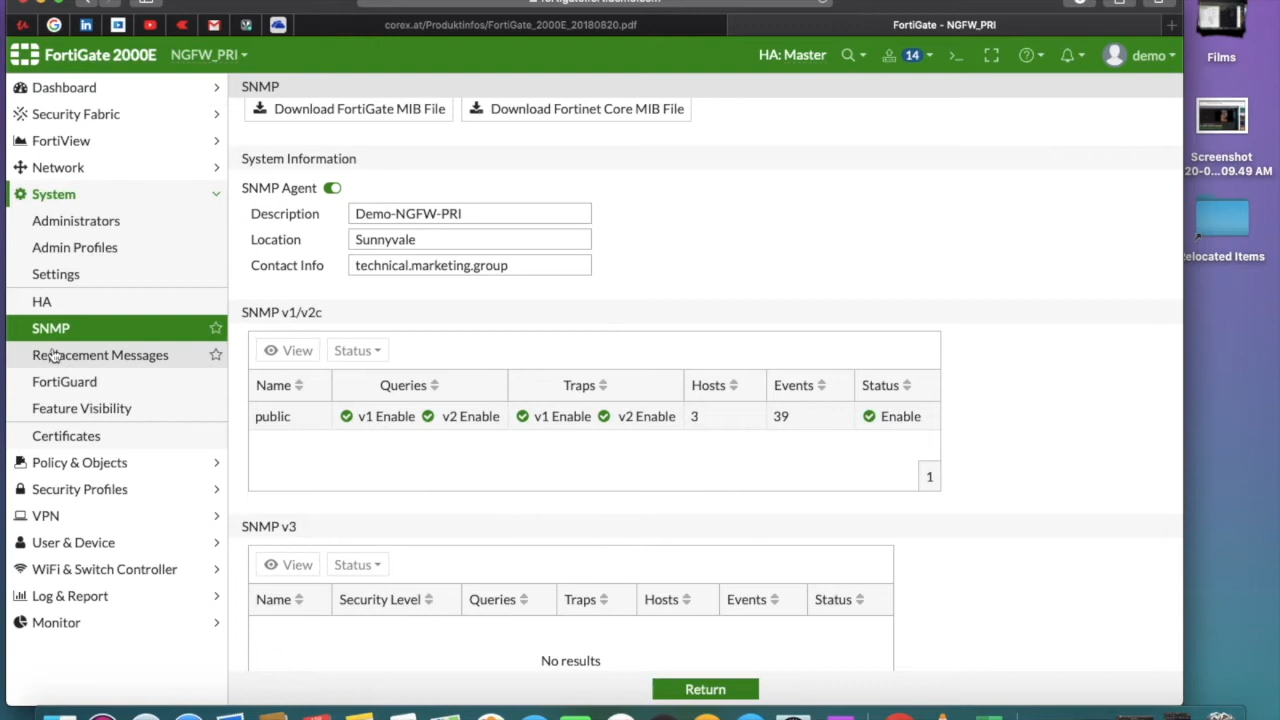 corex.at/Produktinfos/FortiGate_2000E_20180820.pdf
FortiGate - NGFW_PRI
Films
FortiGate 2000E
NGFW_PRI
HA: Master
14
demo
Screenshot
20-0...09.49 AM
Relocated Items
Dashboard
Security Fabric
FortiView
Network
System
Administrators
Admin Profiles
Settings
HA
SNMP
Replacement Messages
FortiGuard
Feature Visibility
Certificates
Policy & Objects
Security Profiles
VPN
User & Device
WiFi & Switch Controller
Log & Report
Monitor
SNMP
Download FortiGate MIB File
Download Fortinet Core MIB File
System Information
SNMP Agent
Description
Demo-NGFW-PRI
Location
Sunnyvale
Contact Info
technical.marketing.group
SNMP v1/v2c
View
Status
Name Queries Traps Hosts Events Status
public v1 Enable v2 Enable v1 Enable v2 Enable 3 39 Enable
1
SNMP v3
View
Status
Name Security Level Queries Traps Hosts Events Status
No results
Return